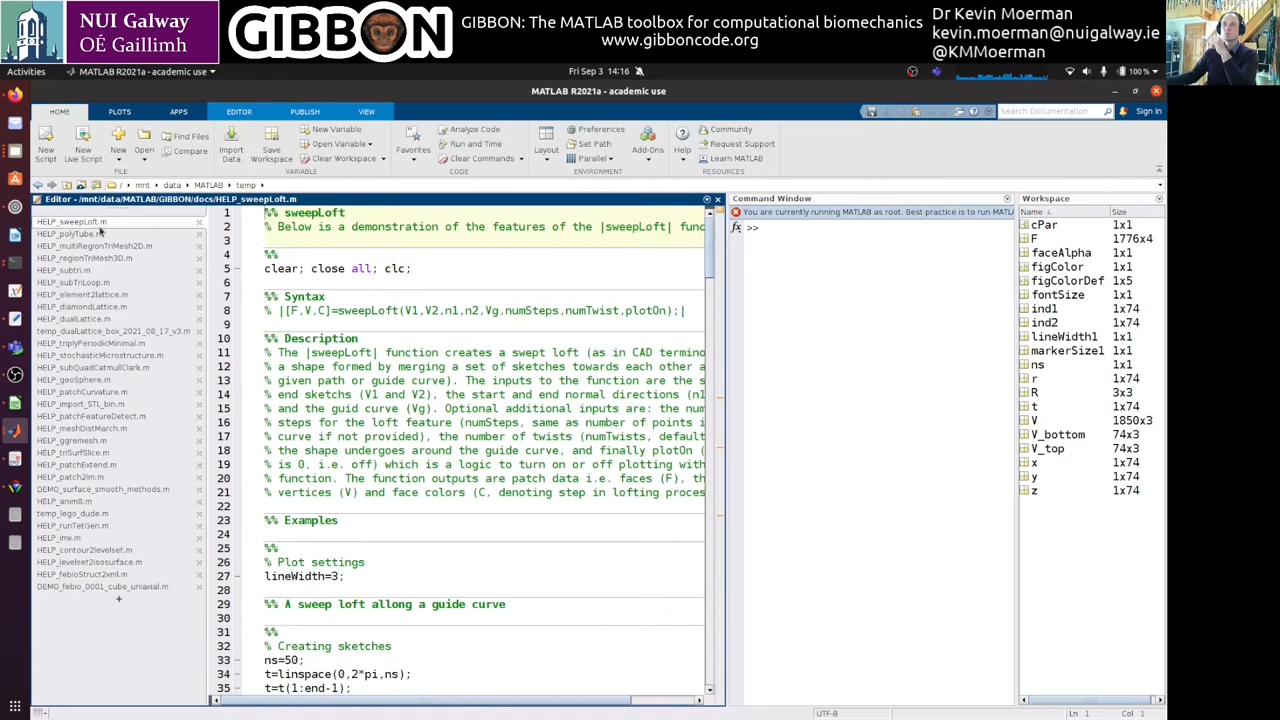 NUI Galway
OÉ Gaillimh
GIBBON
GIBBON: The MATLAB toolbox for computational biomechanics
www.gibboncode.org
Dr Kevin Moerman
kevin.moerman@nuigalway.ie
@KMMoerman
Activities
MATLAB R2021a - academic use
Fri Sep 3 14:16
100%
MATLAB R2021a - academic use
HOME PLOTS APPS EDITOR PUBLISH VIEW
Search Documentation
Sign In
New Script
New Live Script
New
Open
Find Files
Compare
FILE
Import Data
Save Workspace
New Variable
Open Variable
Clear Workspace
VARIABLE
Favorites
Analyze Code
Run and Time
Clear Commands
CODE
Layout
Preferences
Set Path
Parallel
ENVIRONMENT
Add-Ons
Help
Community
Request Support
Learn MATLAB
RESOURCES
/ mnt data MATLAB temp
Editor - /mnt/data/MATLAB/GIBBON/docs/HELP_sweepLoft.m
HELP_sweepLoft.m
HELP_polyTube.m
HELP_multiRegionTriMesh2D.m
HELP_regionTriMesh3D.m
HELP_subtri.m
HELP_subTriLoop.m
HELP_element2lattice.m
HELP_diamondLattice.m
HELP_dualLattice.m
temp_dualLattice_box_2021_08_17_v3.m
HELP_triplyPeriodicMinimal.m
HELP_stochasticMicrostructure.m
HELP_subQuadCatmullClark.m
HELP_geoSphere.m
HELP_patchCurvature.m
HELP_import_STL_bin.m
HELP_patchFeatureDetect.m
HELP_meshDistMarch.m
HELP_ggremesh.m
HELP_triSurfSlice.m
HELP_patchExtend.m
HELP_patch2Im.m
DEMO_surface_smooth_methods.m
HELP_anim8.m
temp_lego_dude.m
HELP_runTetGen.m
HELP_imx.m
HELP_contour2levelset.m
HELP_levelset2isosurface.m
HELP_febioStruct2xml.m
DEMO_febio_0001_cube_uniaxial.m
1 %% sweepLoft
2 % Below is a demonstration of the features of the |sweepLoft| func
3
4 %%
5 clear; close all; clc;
6
7 %% Syntax
8 % |[F,V,C]=sweepLoft(V1,V2,n1,n2,Vg,numSteps,numTwist,plotOn);|
9
10 %% Description
11 % The |sweepLoft| function creates a swept loft (as in CAD termino
12 % a shape formed by merging a set of sketches towards each other a
13 % given path or guide curve). The inputs to the function are the s
14 % end sketchs (V1 and V2), the start and end normal directions (n1
15 % and the guid curve (Vg). Optional additional inputs are: the num
16 % steps for the loft feature (numSteps, same as number of points i
17 % curve if not provided), the number of twists (numTwists, default
18 % the shape undergoes around the guide curve, and finally plotOn (
19 % is 0, i.e. off) which is a logic to turn on or off plotting with
20 % function. The function outputs are patch data i.e. faces (F), th
21 % vertices (V) and face colors (C, denoting step in lofting proces
22
23 %% Examples
24
25 %%
26 % Plot settings
27 lineWidth=3;
28
29 %% A sweep loft allong a guide curve
30
31 %%
32 % Creating sketches
33 ns=50;
34 t=linspace(0,2*pi,ns);
35 t=t(1:end-1);
Command Window
You are currently running MATLAB as root. Best practice is to run MATL
fx >>
Workspace
Name Size
cPar 1x1
F 1776x4
faceAlpha 1x1
figColor 1x1
figColorDef 1x5
fontSize 1x1
ind1 1x74
ind2 1x74
lineWidth1 1x1
markerSize1 1x1
ns 1x1
r 1x74
R 3x3
t 1x74
V 1850x3
V_bottom 74x3
V_top 74x3
x 1x74
y 1x74
z 1x74
UTF-8
Ln 1 Col 1